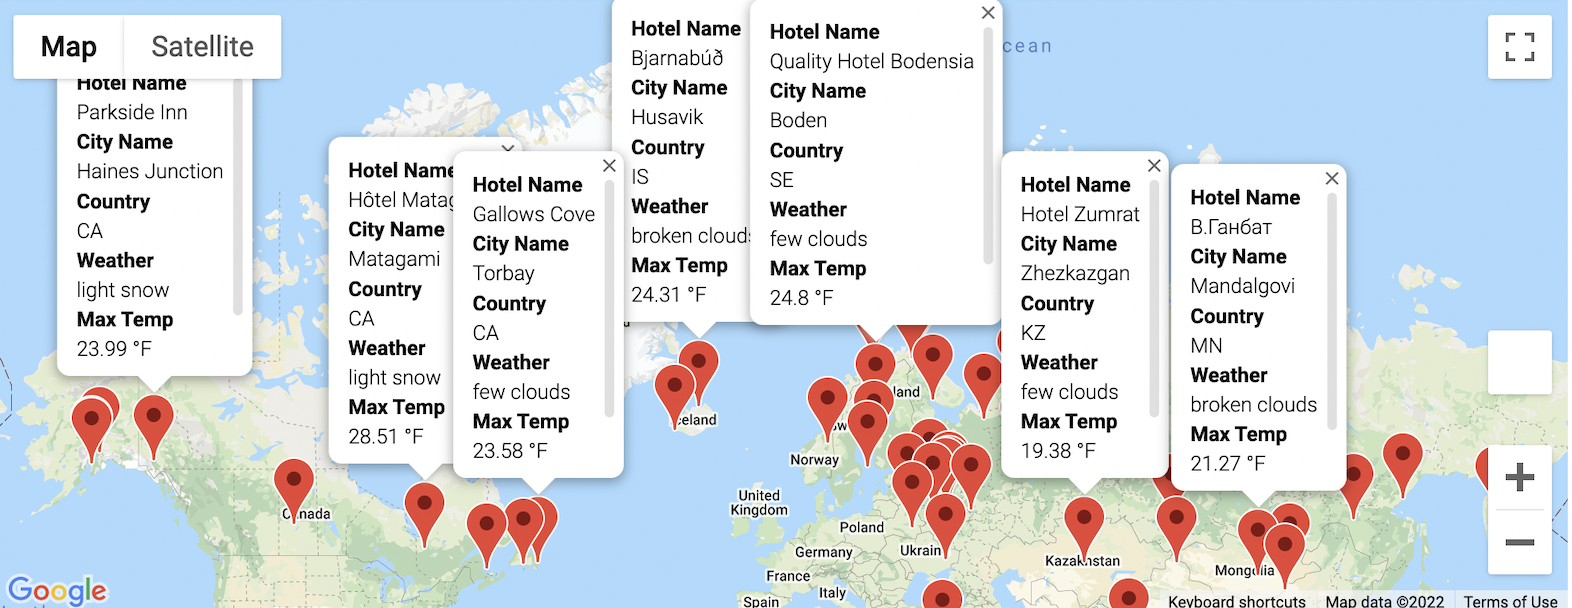 Map
Satellite
Hotel Name
Parkside Inn
City Name
Haines Junction
Country
CA
Weather
light snow
Max Temp
23.99 °F
Hotel Name
Hôtel Matag
City Name
Matagami
Country
CA
Weather
light snow
Max Temp
28.51 °F
Hotel Name
Gallows Cove
City Name
Torbay
Country
CA
Weather
few clouds
Max Temp
23.58 °F
Hotel Name
Bjarnabúð
City Name
Husavik
Country
IS
Weather
broken clouds
Max Temp
24.31 °F
Hotel Name
Quality Hotel Bodensia
City Name
Boden
Country
SE
Weather
few clouds
Max Temp
24.8 °F
Hotel Name
Hotel Zumrat
City Name
Zhezkazgan
Country
KZ
Weather
few clouds
Max Temp
19.38 °F
Hotel Name
В.Ганбат
City Name
Mandalgovi
Country
MN
Weather
broken clouds
Max Temp
21.27 °F
cean
Canada
Iceland
land
Norway
United
Kingdom
Poland
Germany
Ukrain
France
Italy
Spain
Kazakhstan
Mongolia
Google
Keyboard shortcuts
Map data ©2022
Terms of Use